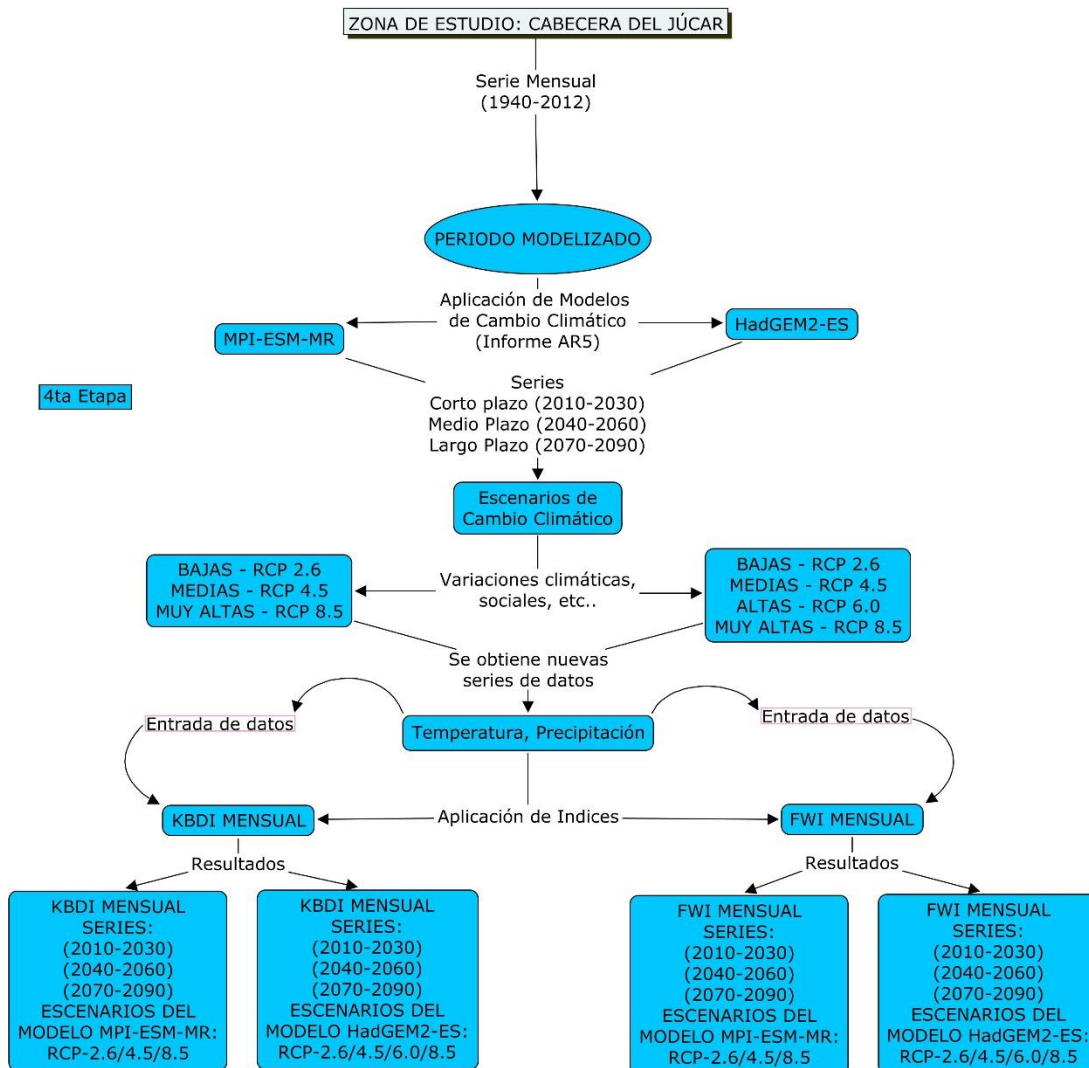 ZONA DE ESTUDIO: CABECERA DEL JÚCAR
Serie Mensual
(1940-2012)
PERIODO MODELIZADO
Aplicación de Modelos
de Cambio Climático
(Informe AR5)
MPI-ESM-MR
HadGEM2-ES
4ta Etapa
Series
Corto plazo (2010-2030)
Medio Plazo (2040-2060)
Largo Plazo (2070-2090)
Escenarios de
Cambio Climático
BAJAS - RCP 2.6
MEDIAS - RCP 4.5
MUY ALTAS - RCP 8.5
Variaciones climáticas,
sociales, etc..
BAJAS - RCP 2.6
MEDIAS - RCP 4.5
ALTAS - RCP 6.0
MUY ALTAS - RCP 8.5
Se obtiene nuevas
series de datos
Entrada de datos
Temperatura, Precipitación
Entrada de datos
KBDI MENSUAL
Aplicación de Indices
FWI MENSUAL
Resultados
Resultados
KBDI MENSUAL
SERIES:
(2010-2030)
(2040-2060)
(2070-2090)
ESCENARIOS DEL
MODELO MPI-ESM-MR:
RCP-2.6/4.5/8.5
KBDI MENSUAL
SERIES:
(2010-2030)
(2040-2060)
(2070-2090)
ESCENARIOS DEL
MODELO HadGEM2-ES:
RCP-2.6/4.5/6.0/8.5
FWI MENSUAL
SERIES:
(2010-2030)
(2040-2060)
(2070-2090)
ESCENARIOS DEL
MODELO MPI-ESM-MR:
RCP-2.6/4.5/8.5
FWI MENSUAL
SERIES:
(2010-2030)
(2040-2060)
(2070-2090)
ESCENARIOS DEL
MODELO HadGEM2-ES:
RCP-2.6/4.5/6.0/8.5